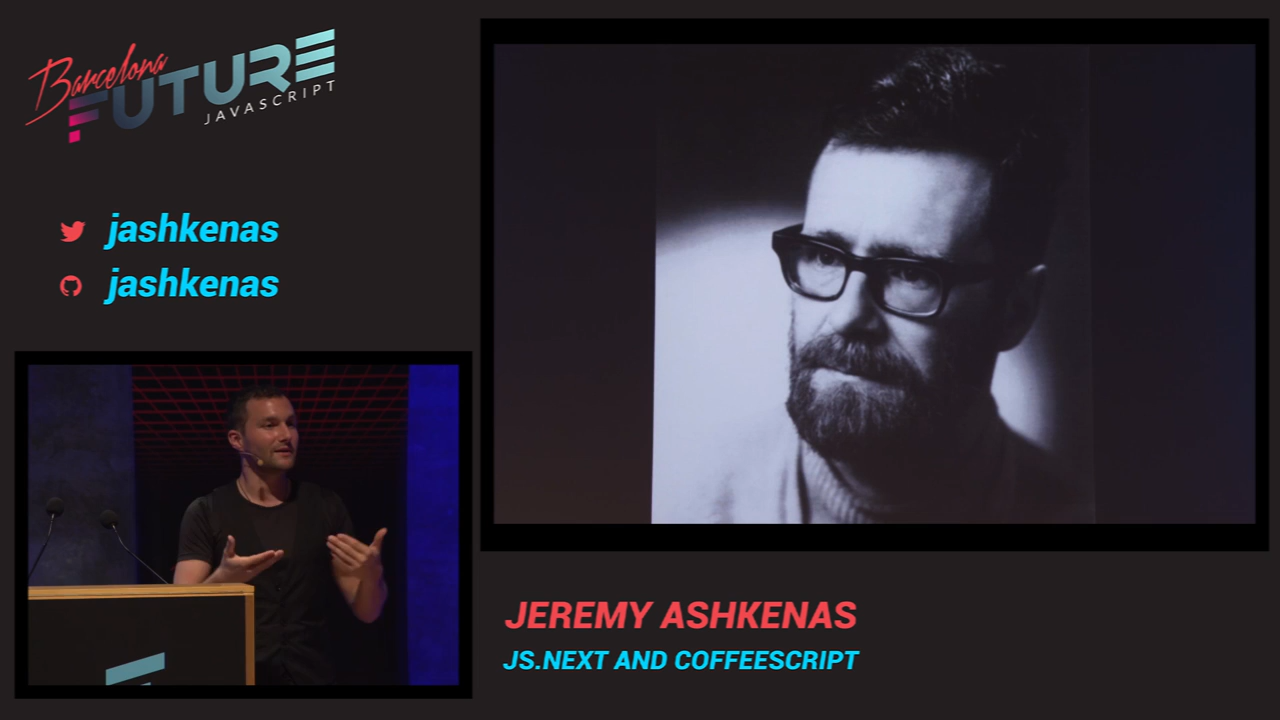 Barcelona
FUTURE
JAVASCRIPT
jashkenas
jashkenas
JEREMY ASHKENAS
JS.NEXT AND COFFEESCRIPT